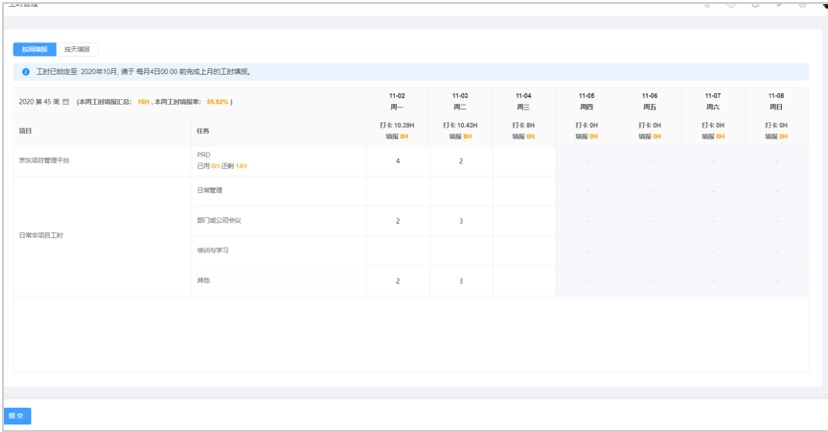 工时管理
按周填报 按天填报
工时已锁定至: 2020年10月, 请于 每月4日00:00 前完成上月的工时填报。
2020 第 45 周 (本周工时填报汇总: 16H , 本周工时填报率: 55.52% ) 11-02 11-03 11-04 11-05 11-06 11-07 11-08
周一 周二 周三 周四 周五 周六 周日
项目 任务 打卡 10.39H 打卡 10.43H 打卡 8H 打卡 0H 打卡 0H 打卡 0H 打卡 0H
填报 8H 填报 8H 填报 0H 填报 0H 填报 0H 填报 0H 填报 0H
京东项目管理平台 PRD 4 2 - - - -
已用 6H 还剩 14H
日常管理 - - - -
部门或公司会议 2 3 - - - -
日常非项目工时
培训与学习 - - - -
其他 2 3 - - - -
提 交